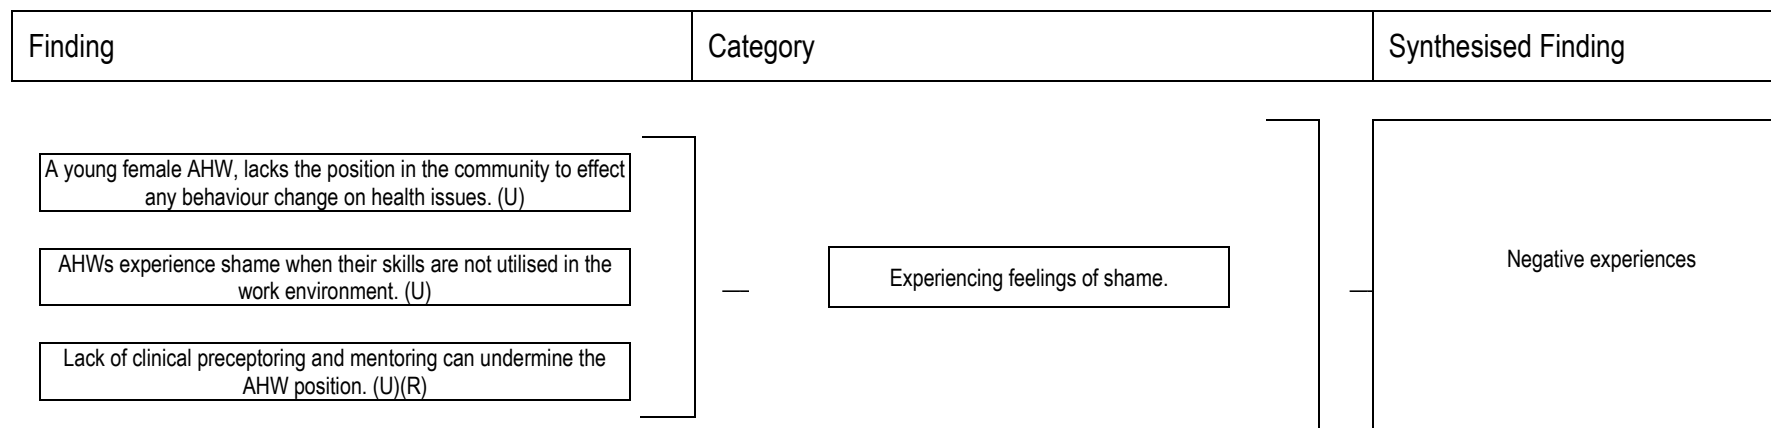 Finding
Category
Synthesised Finding
A young female AHW, lacks the position in the community to effect
any behaviour change on health issues. (U)
AHWs experience shame when their skills are not utilised in the
work environment. (U)
Lack of clinical preceptoring and mentoring can undermine the
AHW position. (U)(R)
Experiencing feelings of shame.
Negative experiences